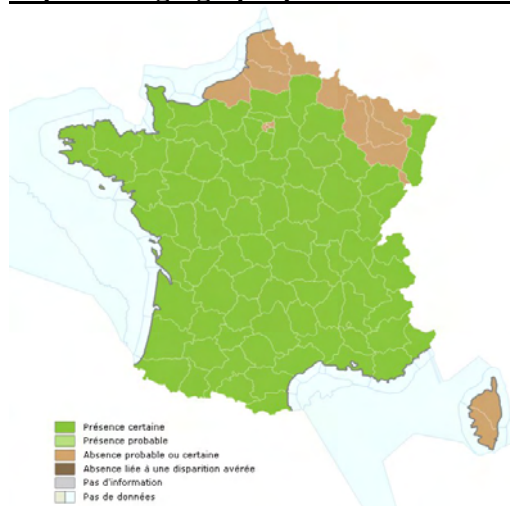 Présence certaine
Présence probable
Absence probable ou certaine
Absence liée à une disparition avérée
Pas d'information
Pas de données